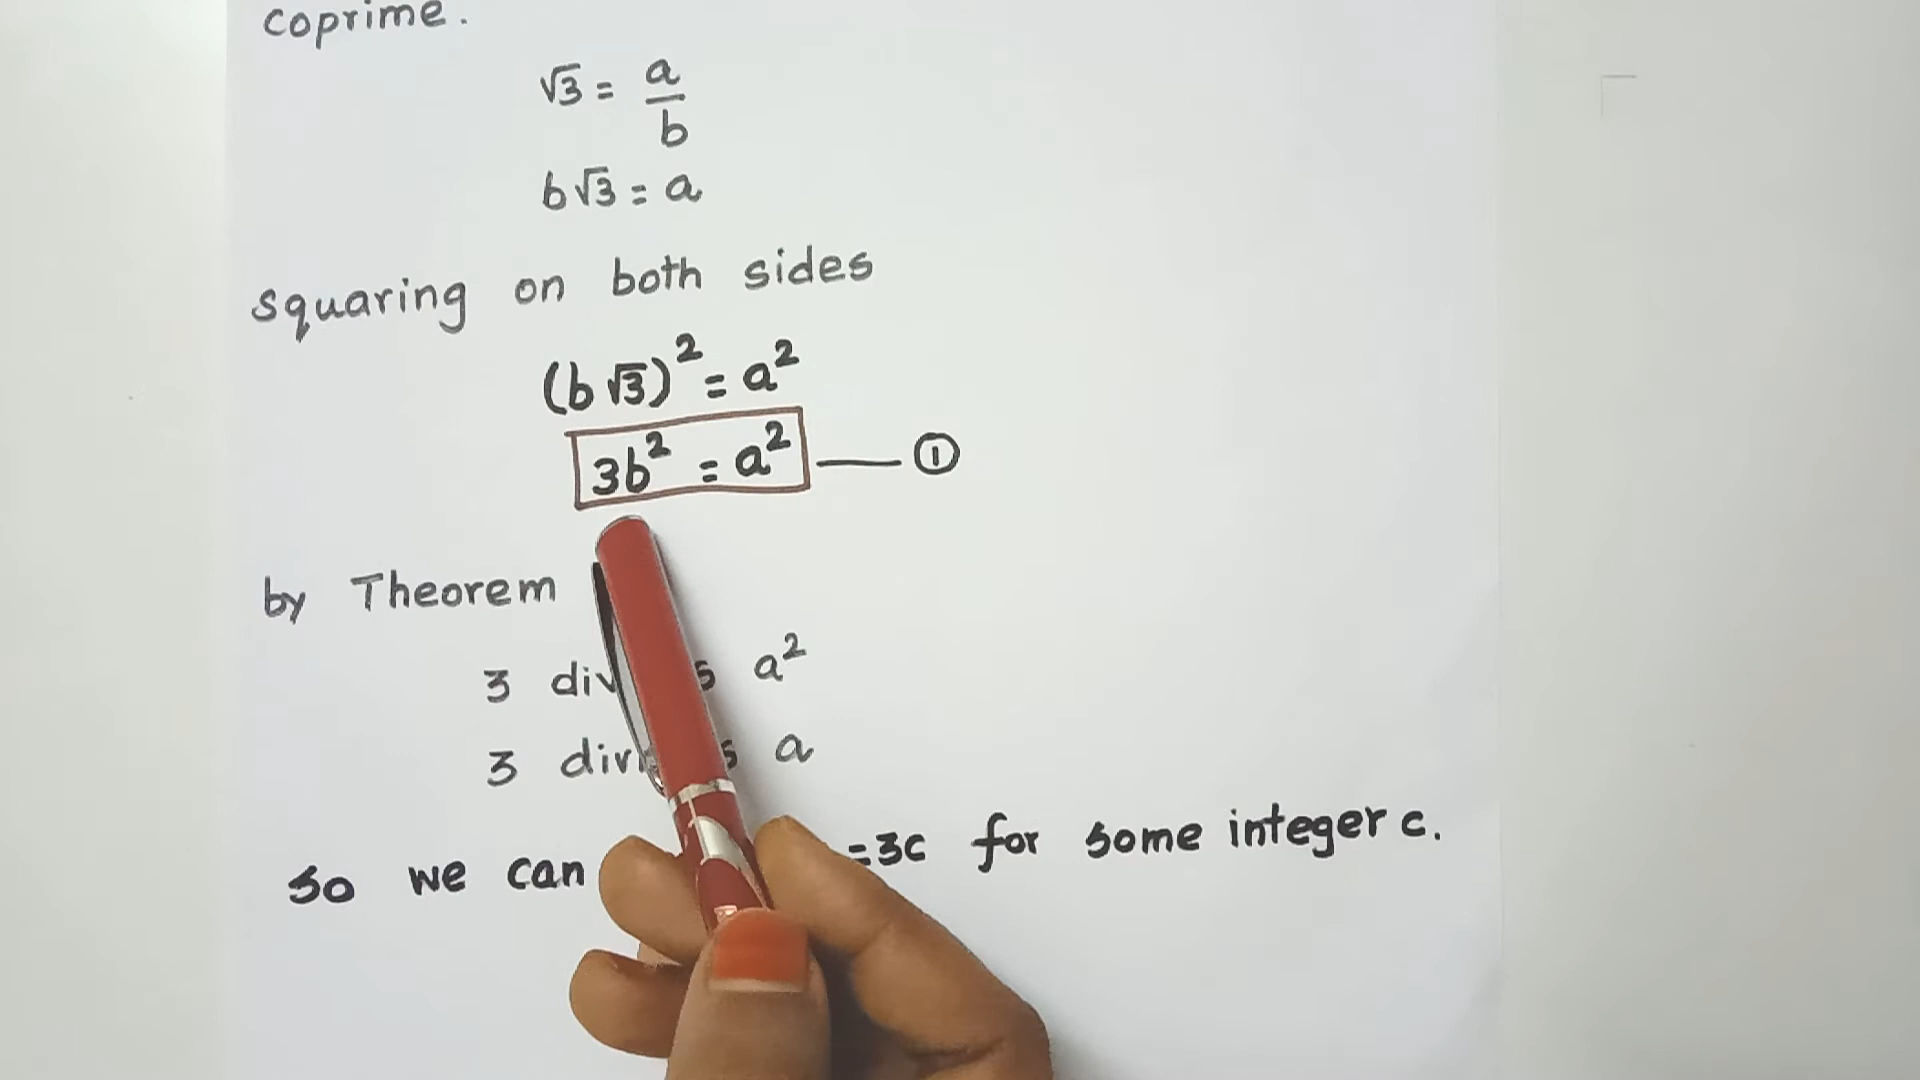 coprime.
√3 = a/b
b√3 = a
squaring on both sides
(b√3)² = a²
3b² = a² —— ①
by Theorem
3 a²
3 a
so we can =3c for some integer c.